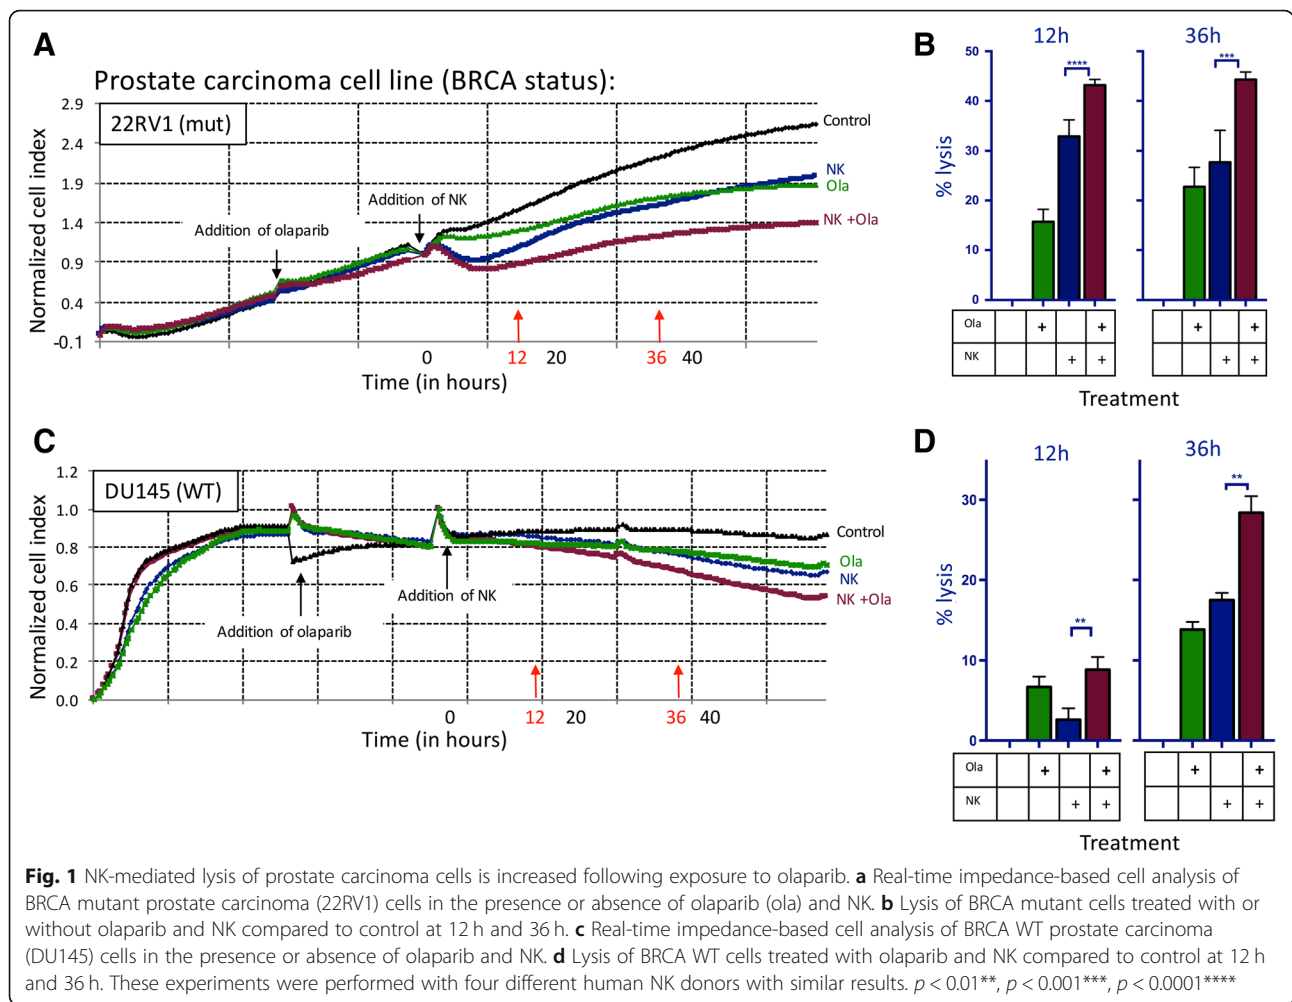 A
Prostate carcinoma cell line (BRCA status):
22RV1 (mut)
Normalized cell index
2.9
2.4
1.9
1.4
0.9
0.4
-0.1
Addition of olaparib
Addition of NK
Control
NK
Ola
NK +Ola
0 12 20 36 40
Time (in hours)
B
12h 36h
% lysis
50
40
30
20
10
0
**** ***
Ola + + + +
NK + + + +
Treatment
C
DU145 (WT)
Normalized cell index
1.2
1.0
0.8
0.6
0.4
0.2
0.0
Addition of olaparib
Addition of NK
Control
Ola
NK
NK +Ola
0 12 20 36 40
Time (in hours)
D
12h 36h
% lysis
30
20
10
0
** **
Ola + + + +
NK + + + +
Treatment
Fig. 1 NK-mediated lysis of prostate carcinoma cells is increased following exposure to olaparib. a Real-time impedance-based cell analysis of
BRCA mutant prostate carcinoma (22RV1) cells in the presence or absence of olaparib (ola) and NK. b Lysis of BRCA mutant cells treated with or
without olaparib and NK compared to control at 12 h and 36 h. c Real-time impedance-based cell analysis of BRCA WT prostate carcinoma
(DU145) cells in the presence or absence of olaparib and NK. d Lysis of BRCA WT cells treated with olaparib and NK compared to control at 12 h
and 36 h. These experiments were performed with four different human NK donors with similar results. p < 0.01**, p < 0.001***, p < 0.0001****